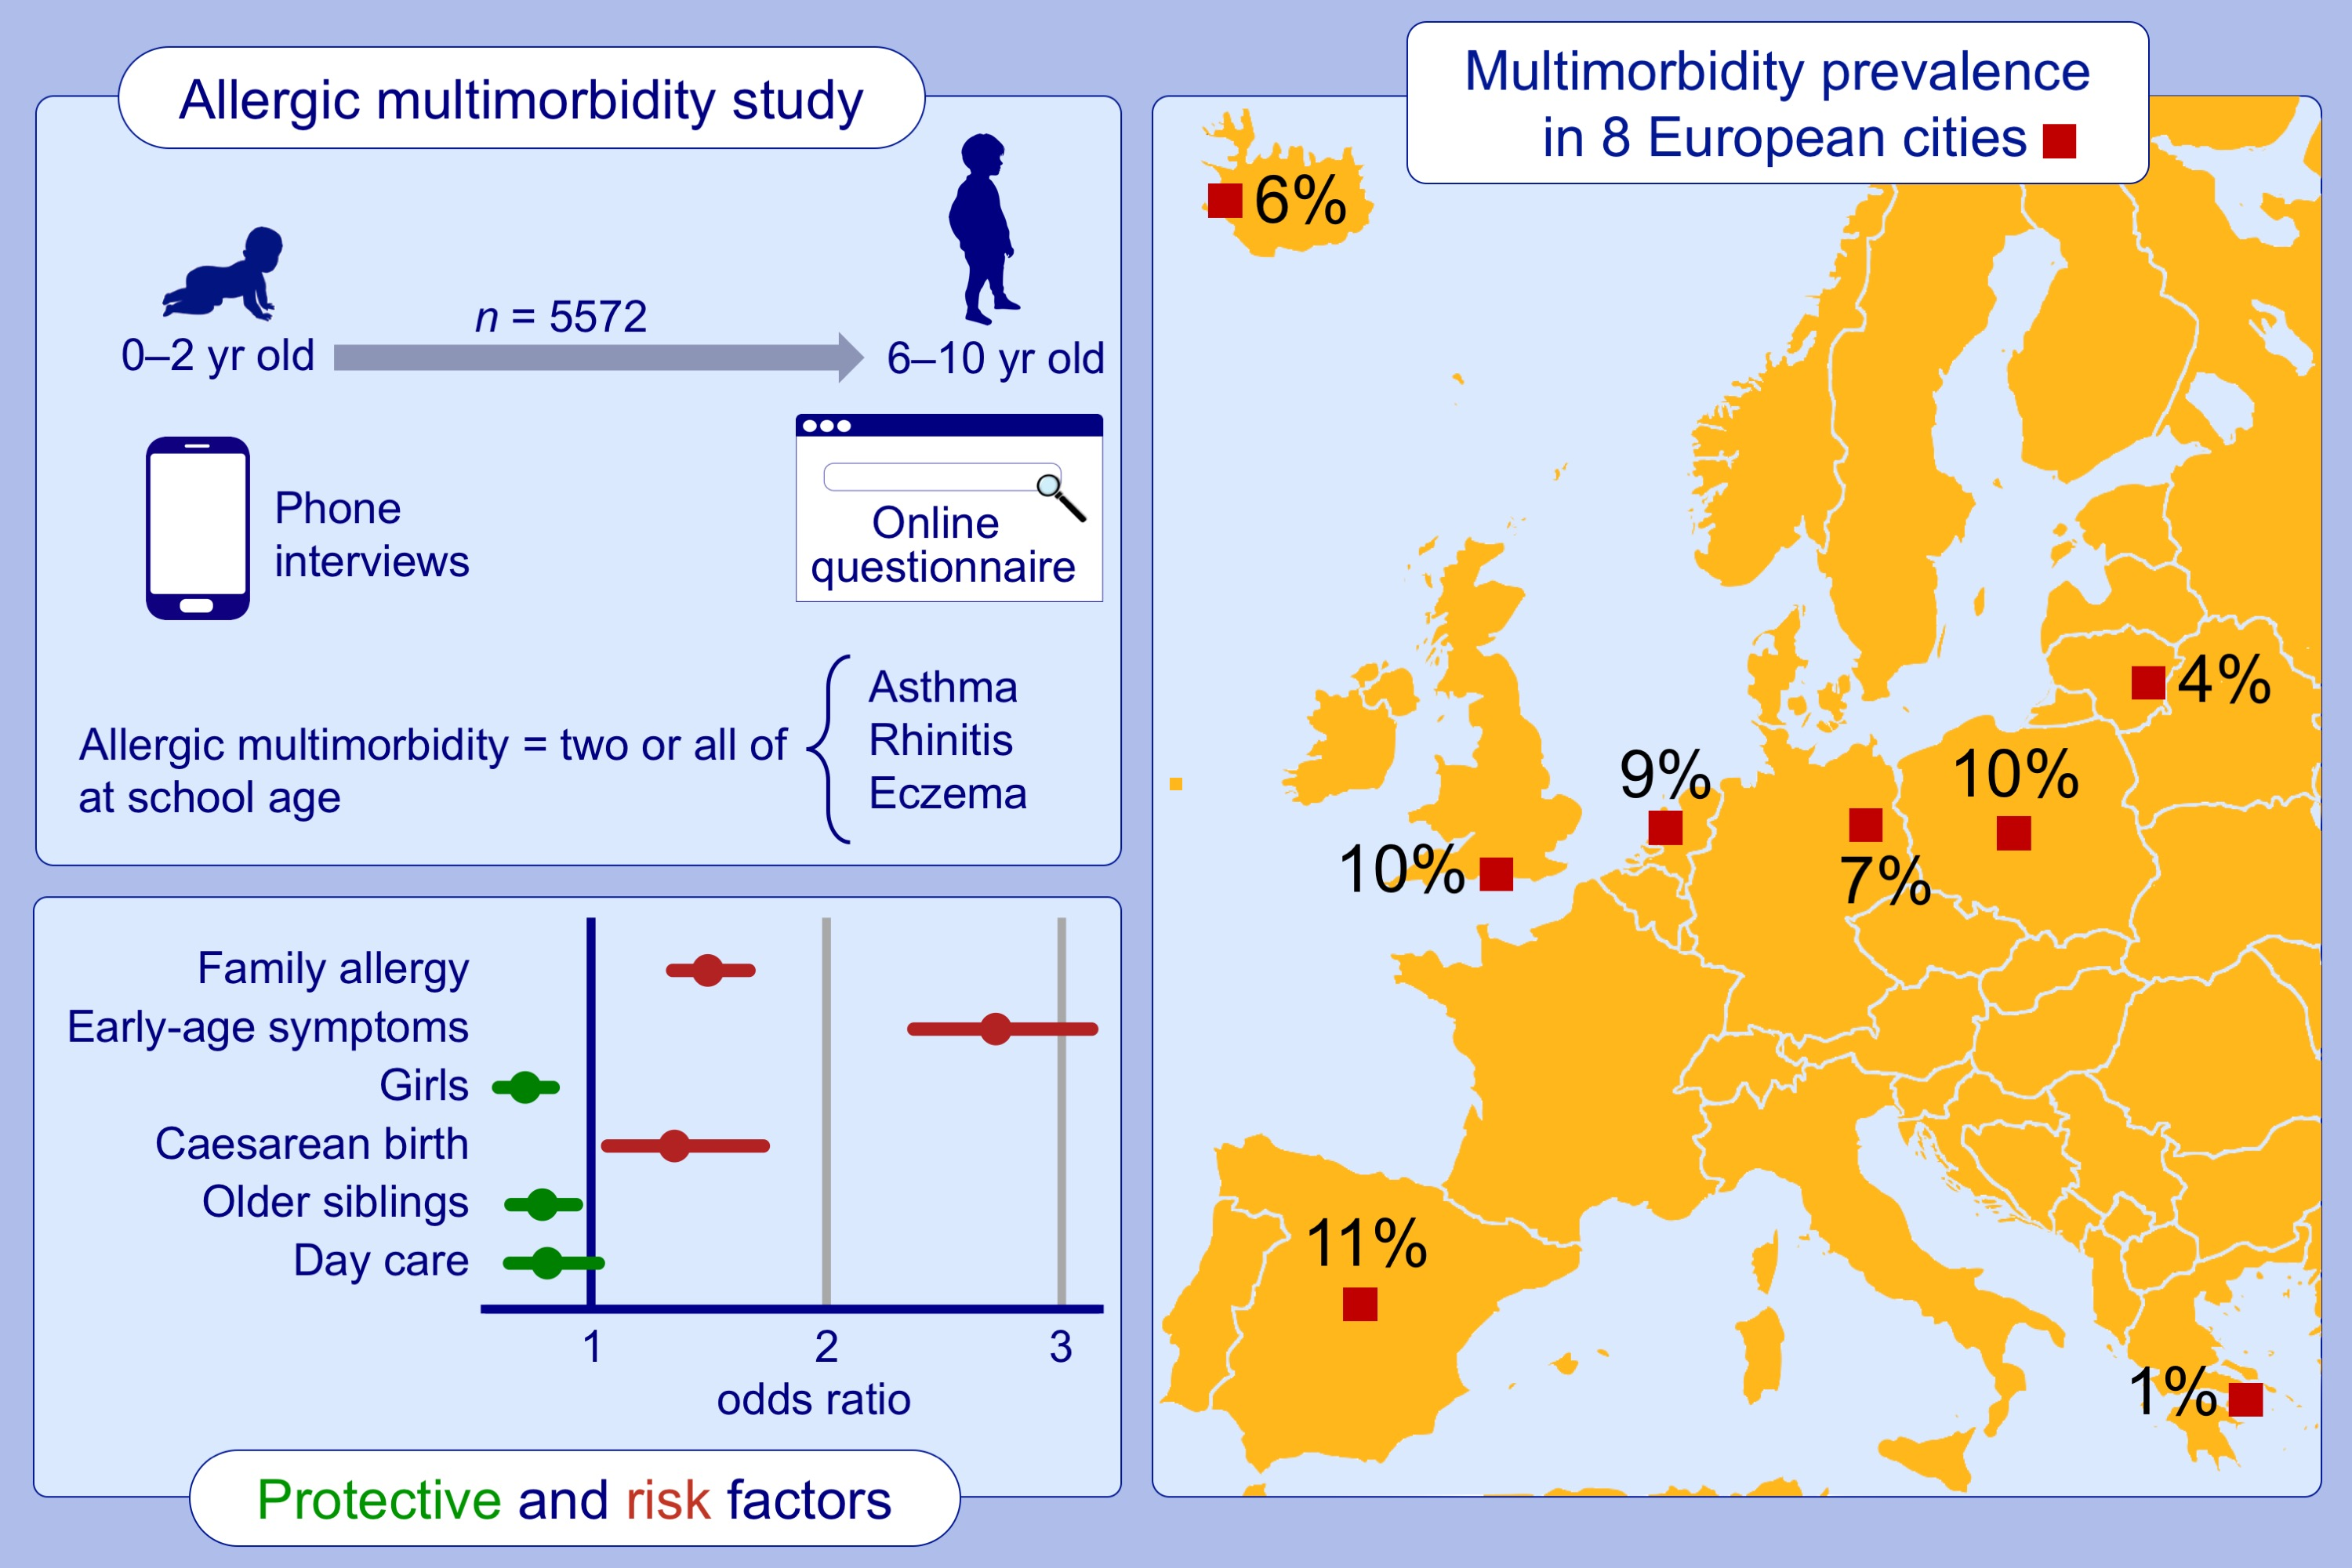 Allergic multimorbidity study
n = 5572
0–2 yr old
6–10 yr old
Phone
interviews
Online
questionnaire
Allergic multimorbidity = two or all of
at school age
Asthma
Rhinitis
Eczema
Family allergy
Early-age symptoms
Girls
Caesarean birth
Older siblings
Day care
1 2 3
odds ratio
Protective and risk factors
Multimorbidity prevalence
in 8 European cities
6%
4%
9%
10%
10%
7%
11%
1%